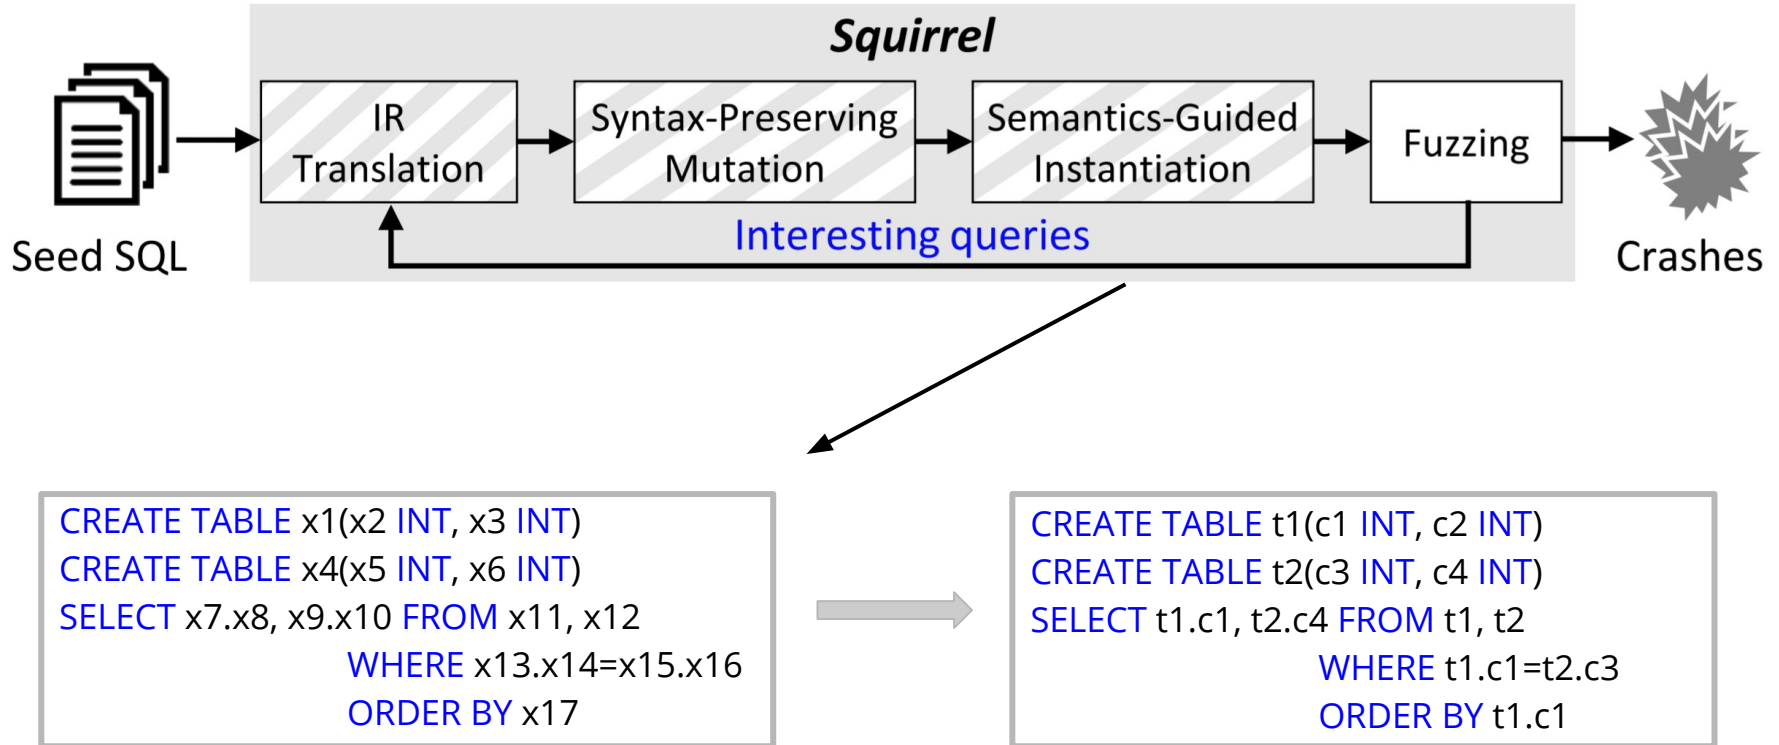 Squirrel
Seed SQL
IR
Translation
Syntax-Preserving
Mutation
Semantics-Guided
Instantiation
Fuzzing
Interesting queries
Crashes
CREATE TABLE x1(x2 INT, x3 INT)
CREATE TABLE x4(x5 INT, x6 INT)
SELECT x7.x8, x9.x10 FROM x11, x12
WHERE x13.x14=x15.x16
ORDER BY x17
CREATE TABLE t1(c1 INT, c2 INT)
CREATE TABLE t2(c3 INT, c4 INT)
SELECT t1.c1, t2.c4 FROM t1, t2
WHERE t1.c1=t2.c3
ORDER BY t1.c1